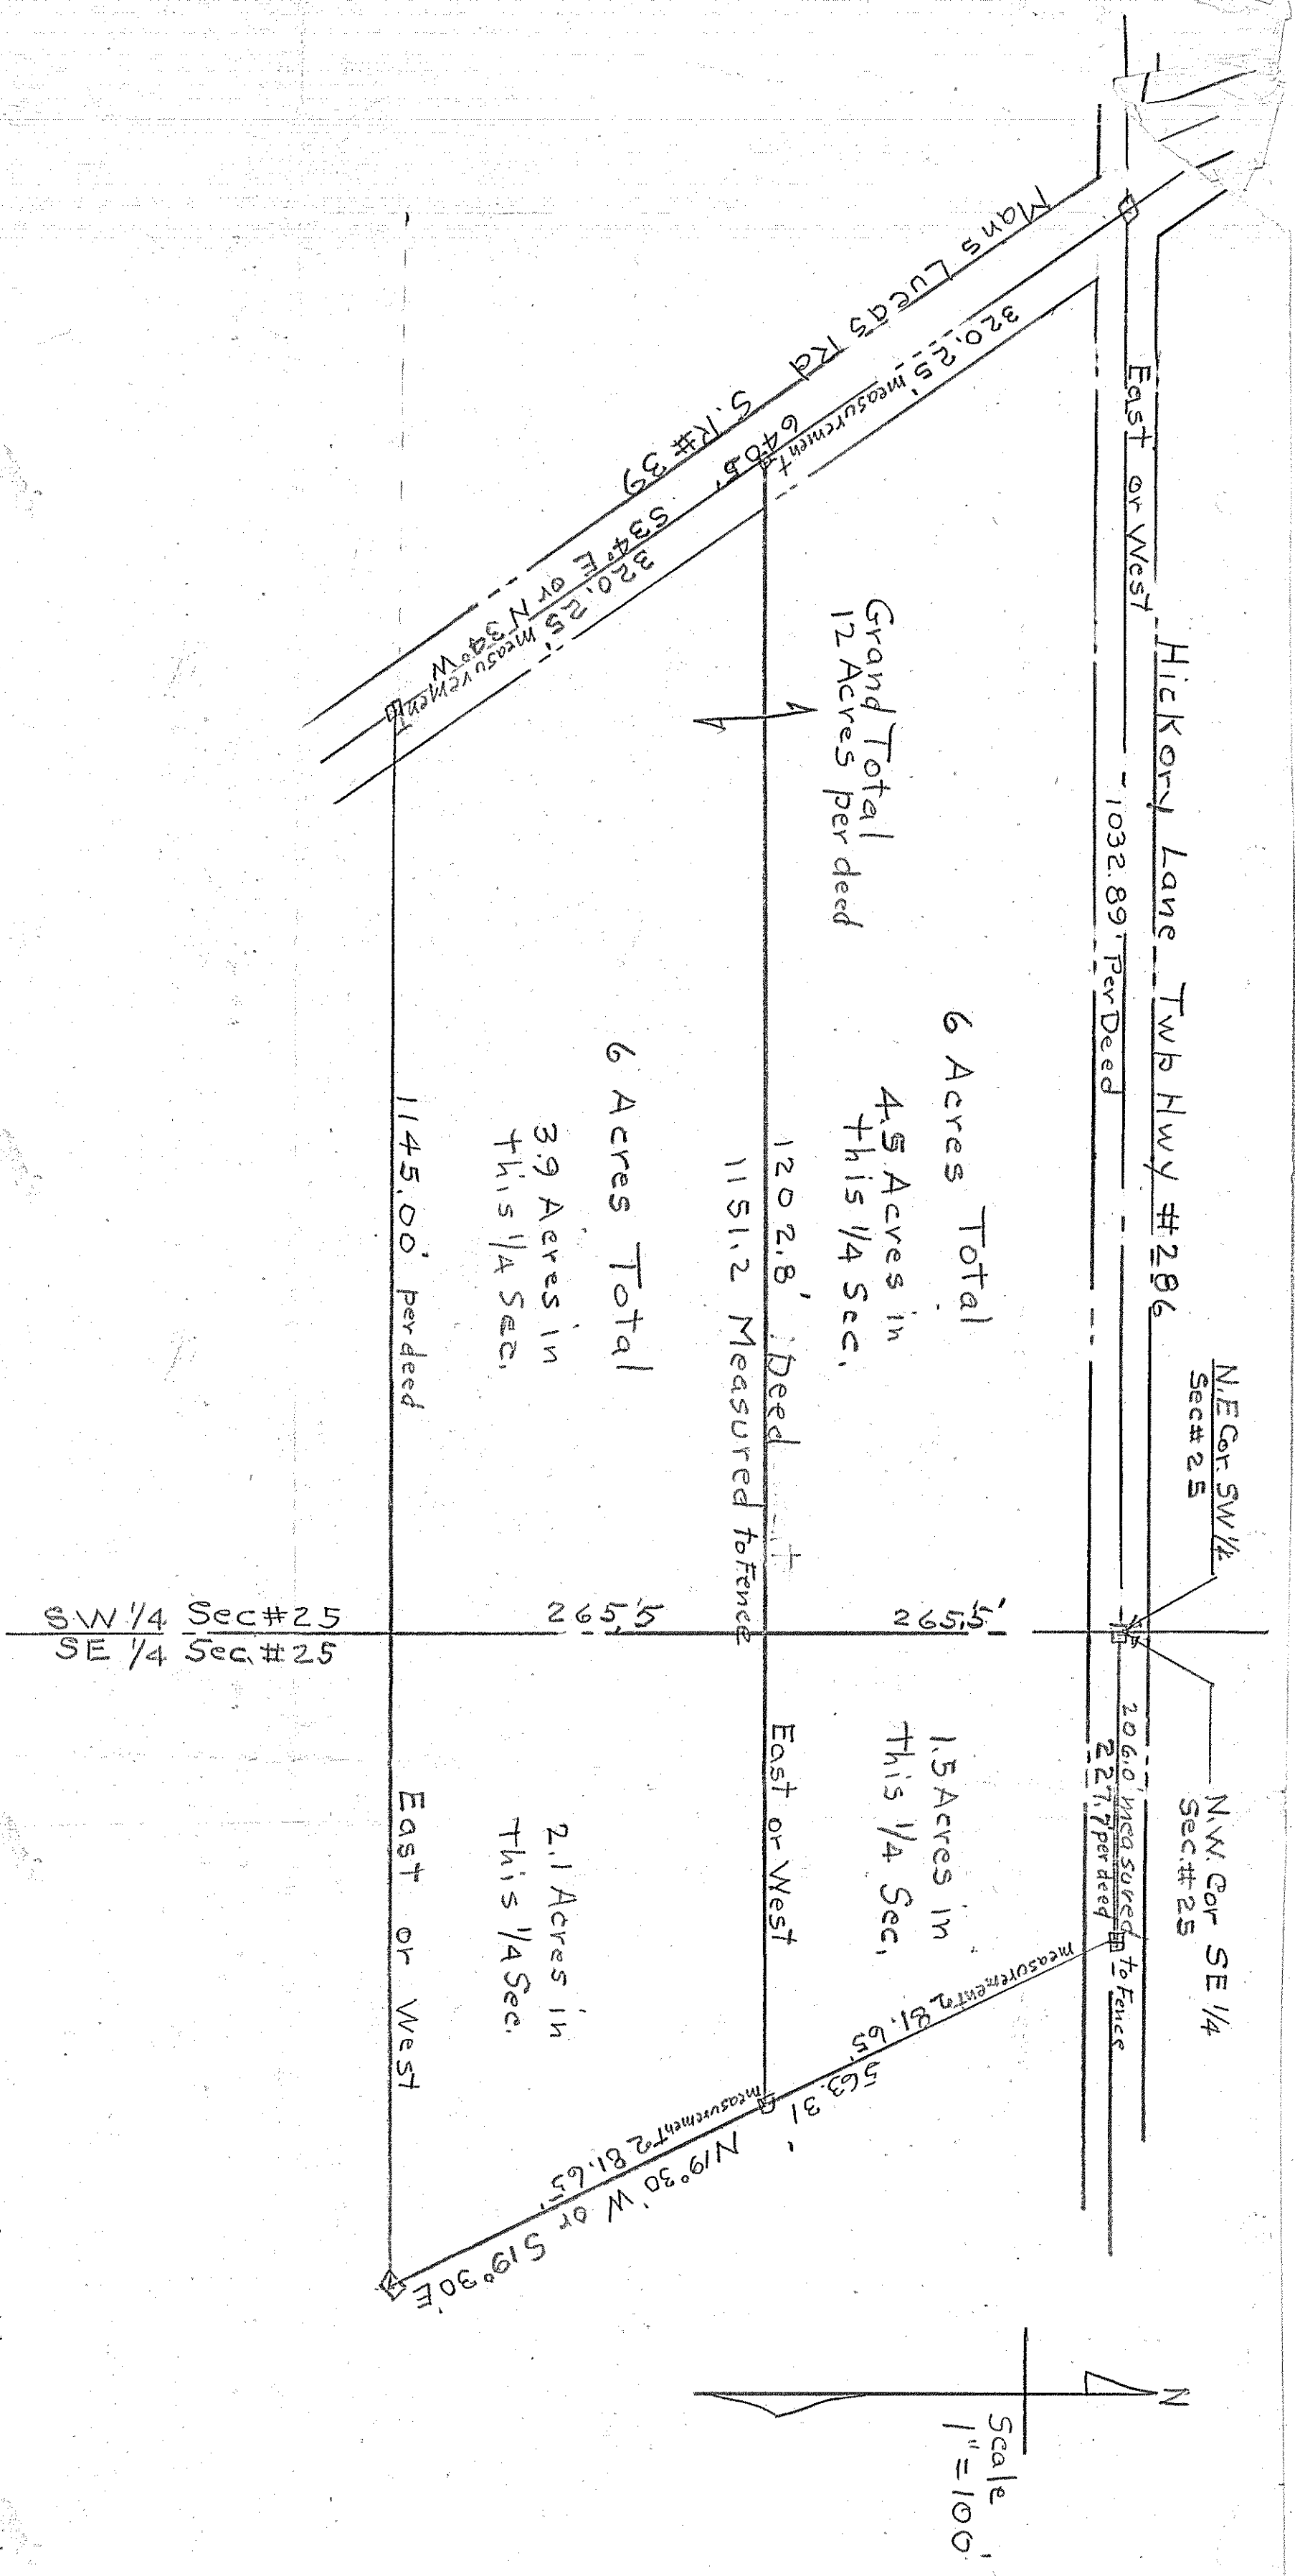 Hickory Lane Twp Hwy #286
East or West
1032.89' Per Deed
N.E Cor. SW 1/4
Sec #25
N.W. Cor SE 1/4
Sec. #25
206.0' measured to Fence
227.7' per deed
Mans Lucas Rd
S.R# 39
320.25' measurement
640.5'
S34°E or N34°W
320.25' measurement
Grand Total
12 Acres per deed
6 Acres Total
4.5 Acres in
this 1/4 Sec.
265.5'
1.5 Acres in
This 1/4 Sec.
measurement 281.65'
563.31'
1202.8' Deed
1151.2 Measured to Fence
East or West
6 Acres Total
3.9 Acres in
this 1/4 Sec.
265.5'
2.1 Acres in
This 1/4 Sec.
measurement 281.65'
N19°30'W or S19°30'E
1145.00' per deed
East or West
SW 1/4 Sec #25
SE 1/4 Sec. #25
N
Scale
1" = 100'